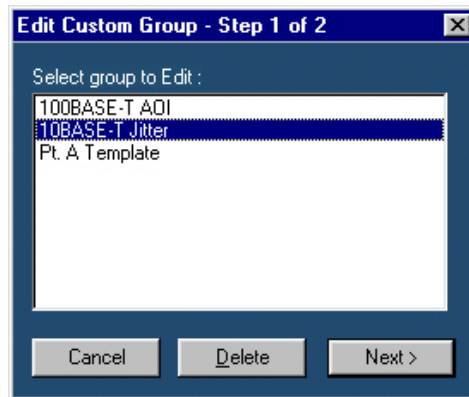 Edit Custom Group - Step 1 of 2
Select group to Edit :
100BASE-T AOI
10BASE-T Jitter
Pt. A Template
Cancel
Delete
Next >